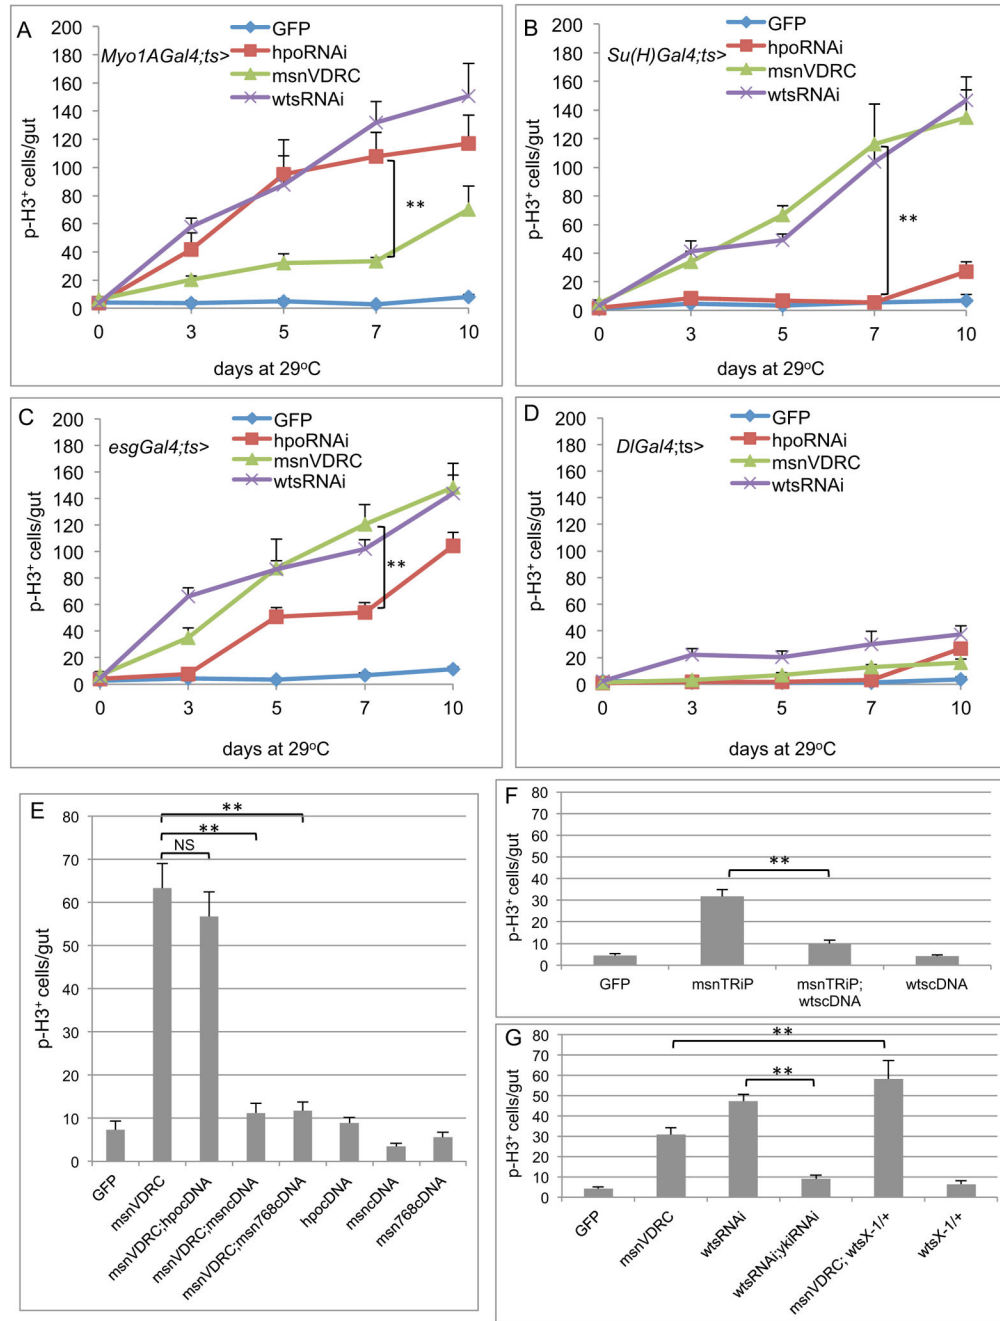 A
Myo1AGal4;ts>
GFP
hpoRNAi
msnVDRC
wtsRNAi
p-H3+ cells/gut
200
180
160
140
120
100
80
60
40
20
0
**
0 3 5 7 10
days at 29ºC
B
Su(H)Gal4;ts>
GFP
hpoRNAi
msnVDRC
wtsRNAi
p-H3+ cells/gut
200
180
160
140
120
100
80
60
40
20
0
**
0 3 5 7 10
days at 29ºC
C
esgGal4;ts>
GFP
hpoRNAi
msnVDRC
wtsRNAi
p-H3+ cells/gut
200
180
160
140
120
100
80
60
40
20
0
**
0 3 5 7 10
days at 29ºC
D
DlGal4;ts>
GFP
hpoRNAi
msnVDRC
wtsRNAi
p-H3+ cells/gut
200
180
160
140
120
100
80
60
40
20
0
0 3 5 7 10
days at 29ºC
E
p-H3+ cells/gut
80
70
60
50
40
30
20
10
0
**
**
NS
GFP
msnVDRC
msnVDRC;hpocDNA
msnVDRC;msncDNA
msnVDRC;msn768cDNA
hpocDNA
msncDNA
msn768cDNA
F
p-H3+ cells/gut
80
70
60
50
40
30
20
10
0
**
GFP
msnTRiP
msnTRiP;
wtscDNA
wtscDNA
G
p-H3+ cells/gut
80
70
60
50
40
30
20
10
0
**
**
GFP
msnVDRC
wtsRNAi
wtsRNAi;ykiRNAi
msnVDRC; wtsX-1/+
wtsX-1/+